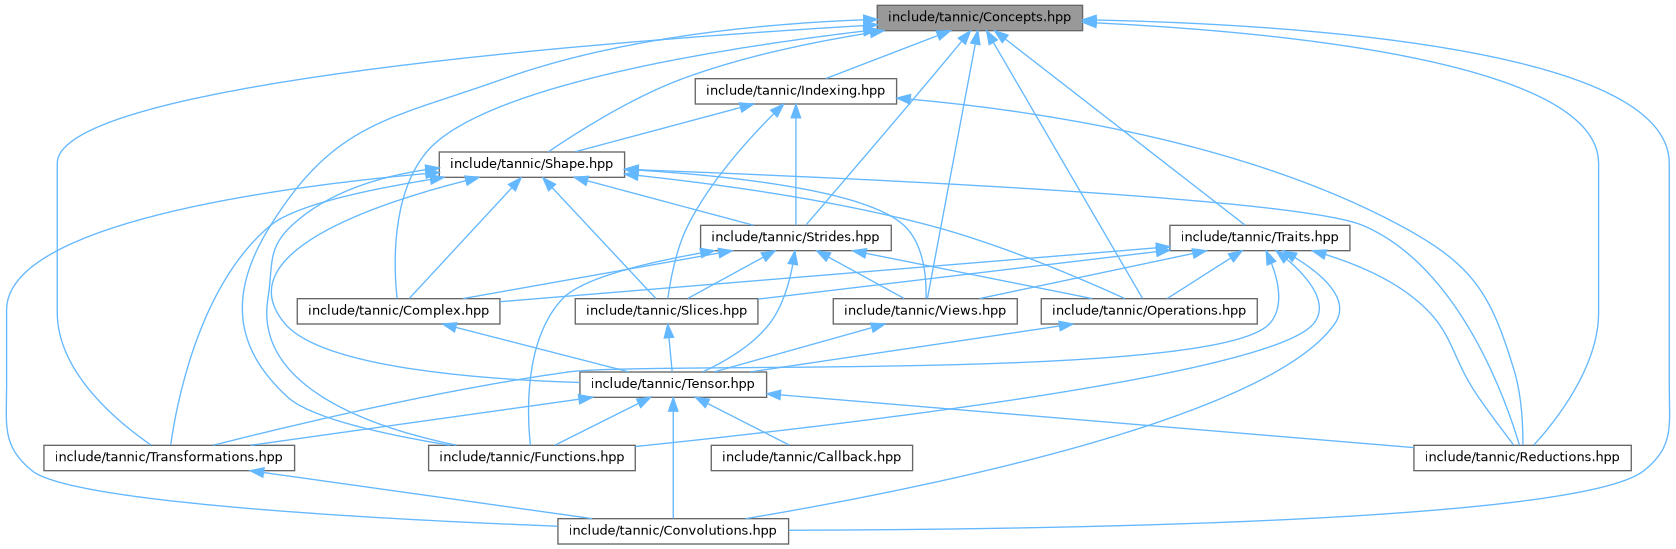 include/tannic/Concepts.hpp
include/tannic/Indexing.hpp
include/tannic/Shape.hpp
include/tannic/Strides.hpp
include/tannic/Traits.hpp
include/tannic/Complex.hpp
include/tannic/Slices.hpp
include/tannic/Views.hpp
include/tannic/Operations.hpp
include/tannic/Tensor.hpp
include/tannic/Transformations.hpp
include/tannic/Functions.hpp
include/tannic/Callback.hpp
include/tannic/Reductions.hpp
include/tannic/Convolutions.hpp